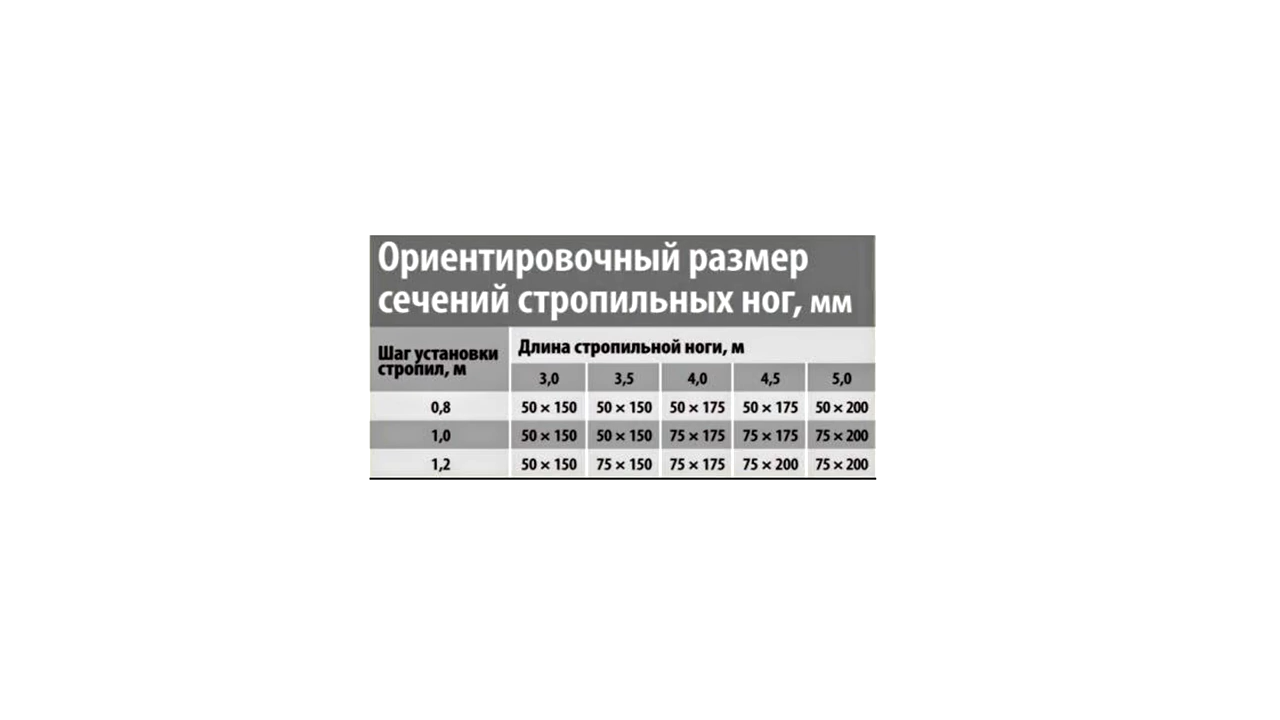 Ориентировочный размер
сечений стропильных ног, мм
Шаг установки
стропил, м
Длина стропильной ноги, м
3,0 3,5 4,0 4,5 5,0
0,8 50 × 150 50 × 150 50 × 175 50 × 175 50 × 200
1,0 50 × 150 50 × 150 75 × 175 75 × 175 75 × 200
1,2 50 × 150 75 × 150 75 × 175 75 × 200 75 × 200